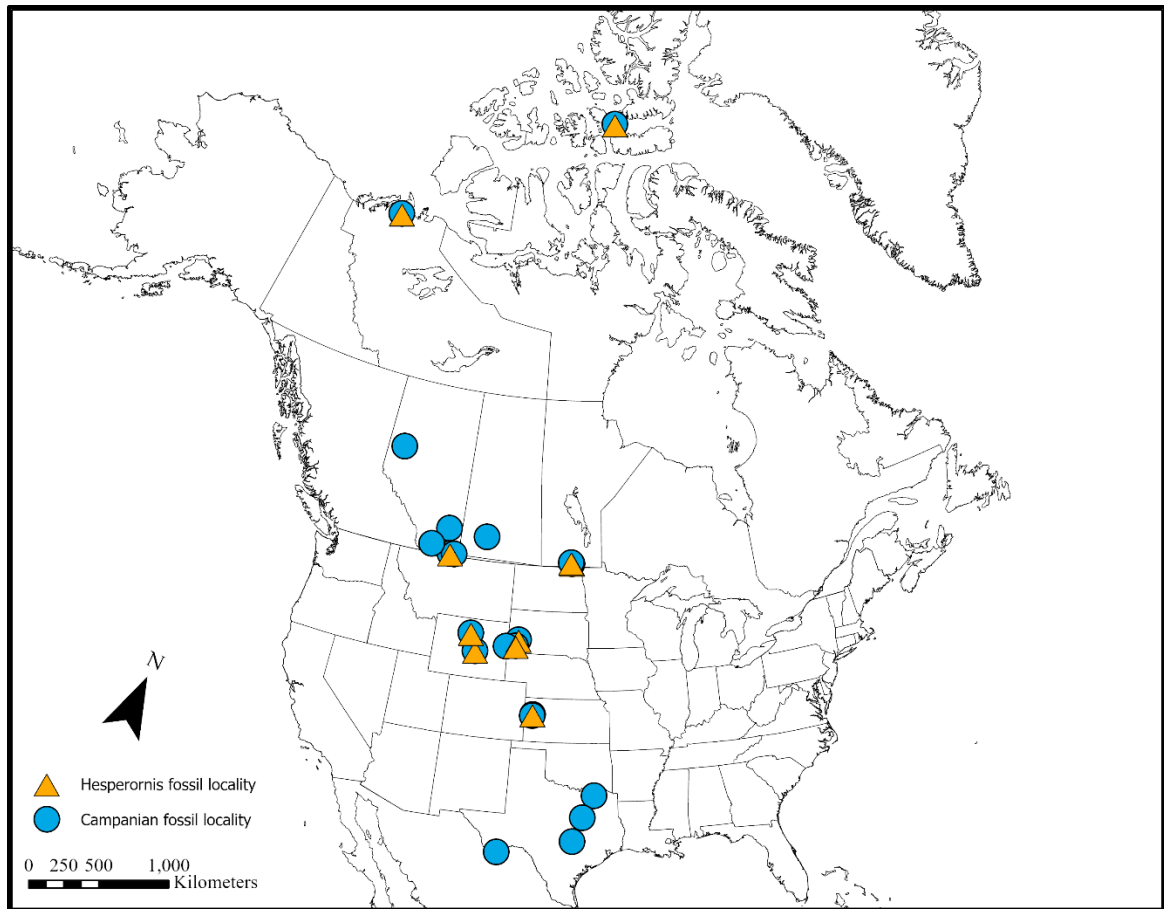 N
Hesperornis fossil locality
Campanian fossil locality
0 250 500 1,000
Kilometers